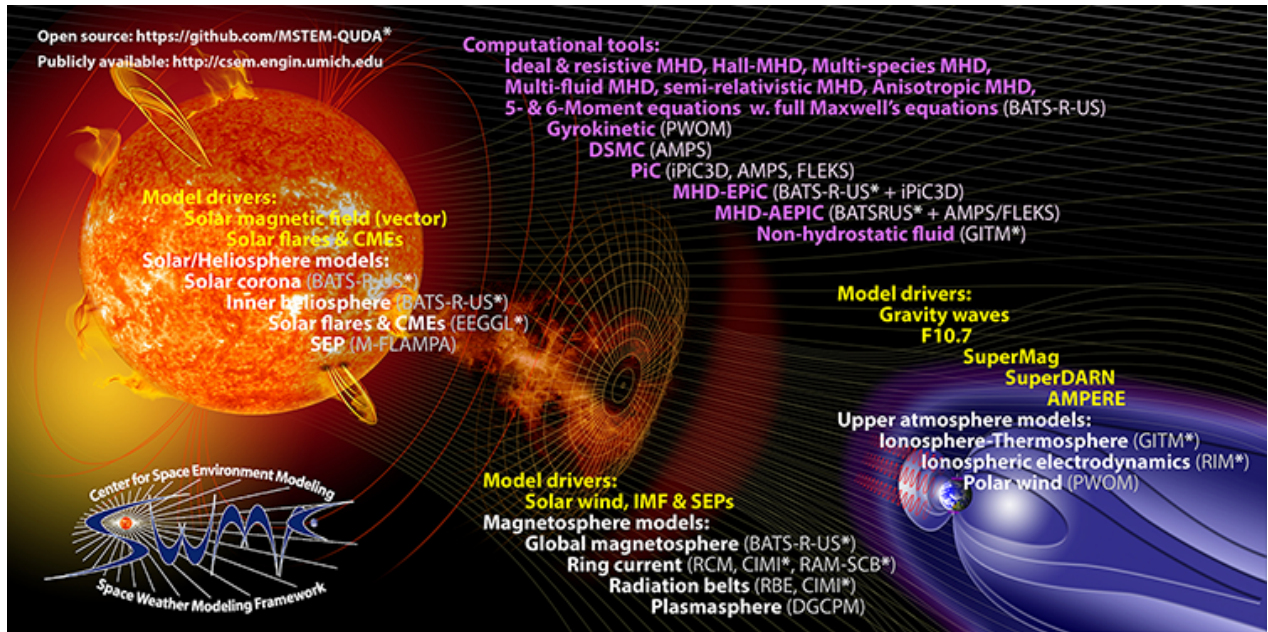 Open source: https://github.com/MSTEM-QUDA*
Publicly available: http://csem.engin.umich.edu
Computational tools:
Ideal & resistive MHD, Hall-MHD, Multi-species MHD,
Multi-fluid MHD, semi-relativistic MHD, Anisotropic MHD,
5- & 6-Moment equations w. full Maxwell's equations (BATS-R-US)
Gyrokinetic (PWOM)
DSMC (AMPS)
PiC (iPiC3D, AMPS, FLEKS)
MHD-EPiC (BATS-R-US* + iPiC3D)
MHD-AEPIC (BATSRUS* + AMPS/FLEKS)
Non-hydrostatic fluid (GITM*)
Model drivers:
Solar magnetic field (vector)
Solar flares & CMEs
Solar/Heliosphere models:
Solar corona (BATS-R-US*)
Inner heliosphere (BATS-R-US*)
Solar flares & CMEs (EEGGL*)
SEP (M-FLAMPA)
Model drivers:
Gravity waves
F10.7
SuperMag
SuperDARN
AMPERE
Upper atmosphere models:
Ionosphere-Thermosphere (GITM*)
Ionospheric electrodynamics (RIM*)
Polar wind (PWOM)
Model drivers:
Solar wind, IMF & SEPs
Magnetosphere models:
Global magnetosphere (BATS-R-US*)
Ring current (RCM, CIMI*, RAM-SCB*)
Radiation belts (RBE, CIMI*)
Plasmasphere (DGCPM)
Center for Space Environment Modeling
SWMF
Space Weather Modeling Framework